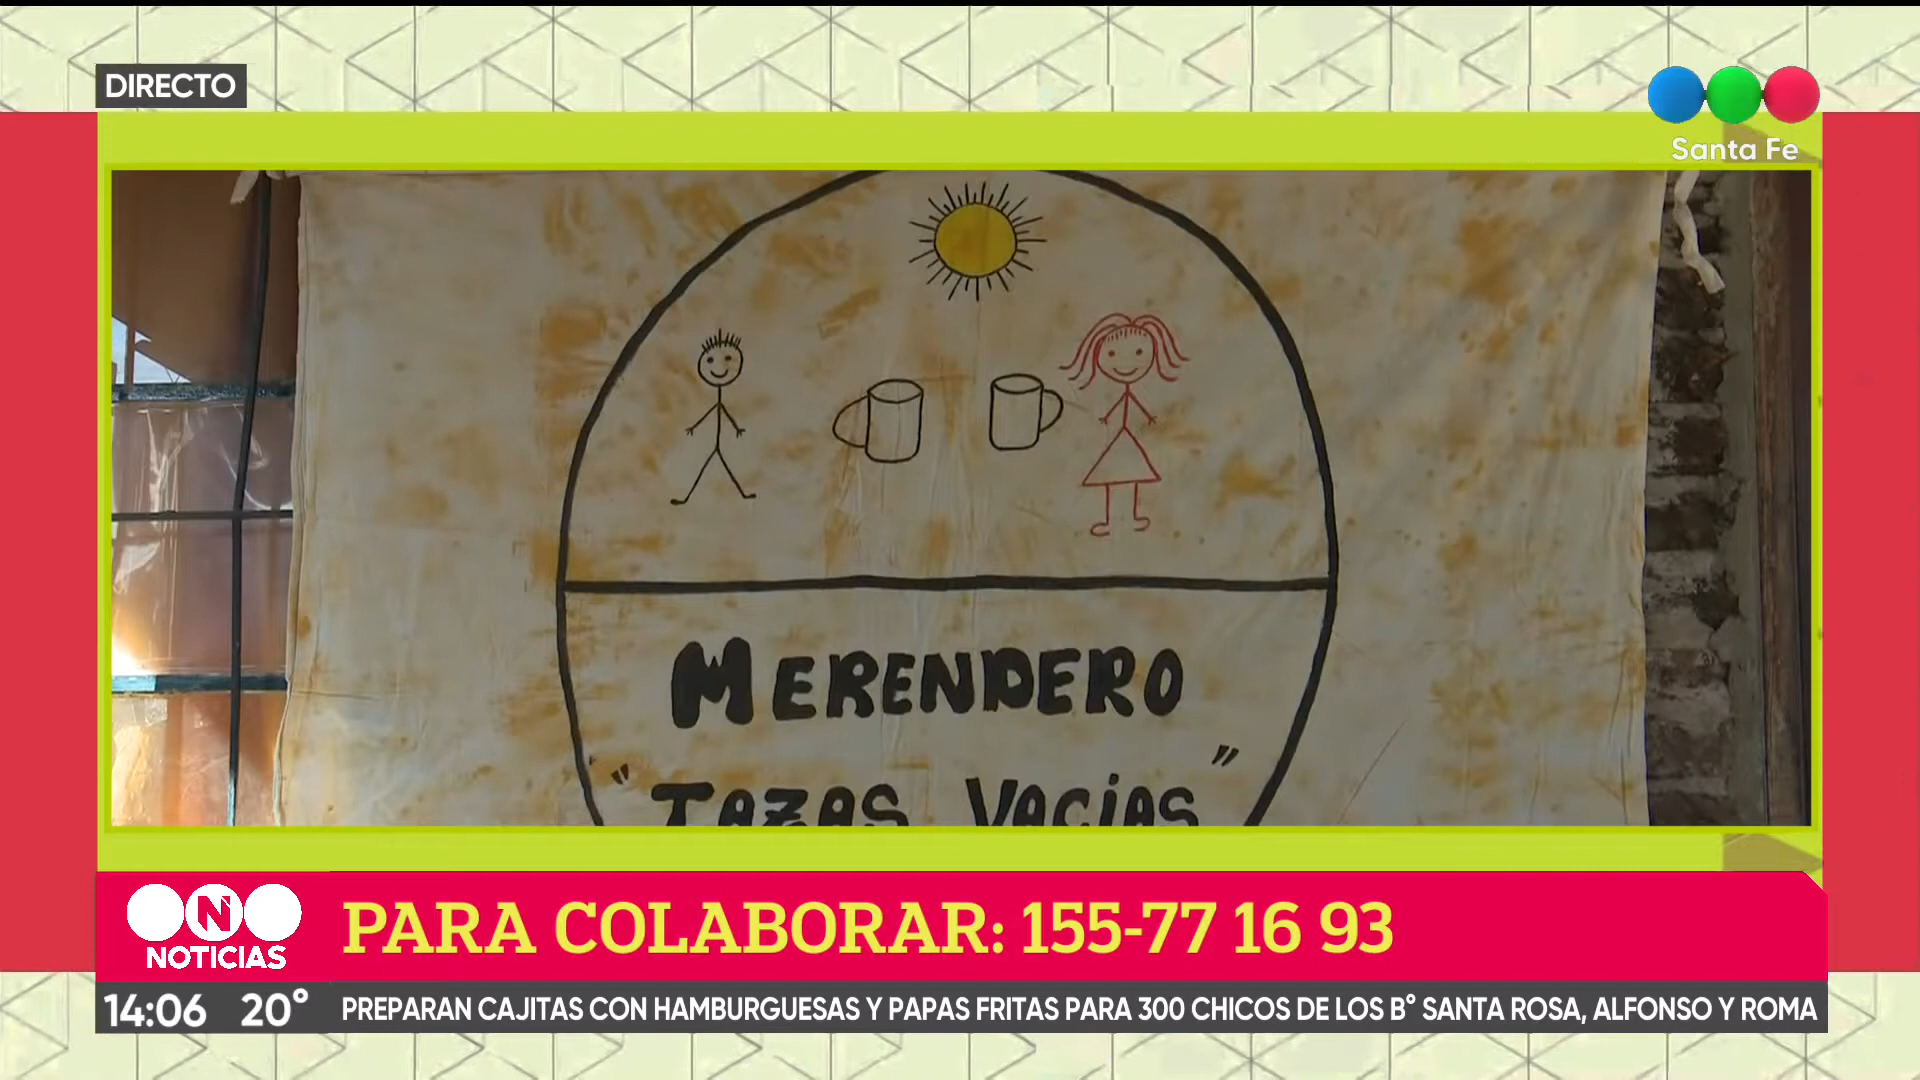 DIRECTO
Santa Fe
MERENDERO
"TAZAS VACIAS"
N
NOTICIAS
PARA COLABORAR: 155-77 16 93
14:06 20° PREPARAN CAJITAS CON HAMBURGUESAS Y PAPAS FRITAS PARA 300 CHICOS DE LOS B° SANTA ROSA, ALFONSO Y ROMA